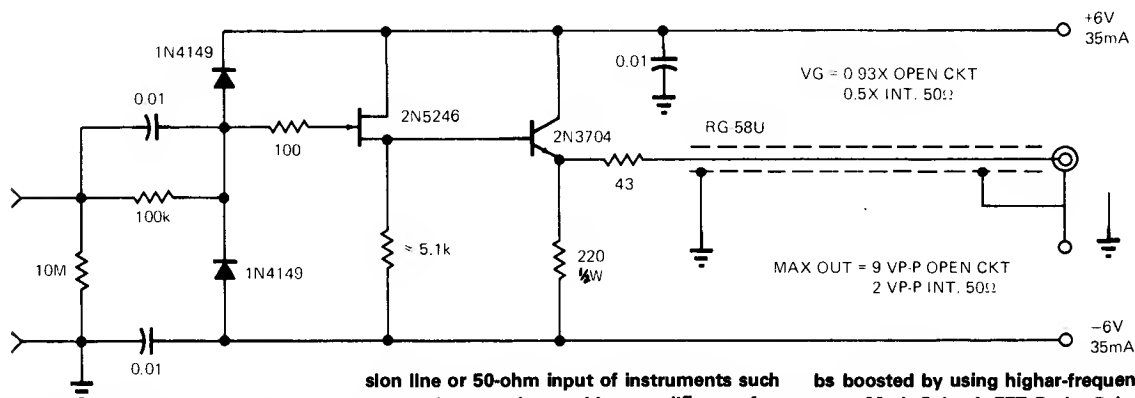 +6V
35mA
1N4149
0.01
VG = 0.93X OPEN CKT
0.5X INT. 50Ω
0.01
2N5246
RG-58U
2N3704
100
43
100k
≈ 5.1k
10M
1N4149
220
½W
MAX OUT = 9 VP-P OPEN CKT
2 VP-P INT. 50Ω
0.01
−6V
35mA
sion line or 50-ohm input of instruments such
bs boosted by using highar-frequen